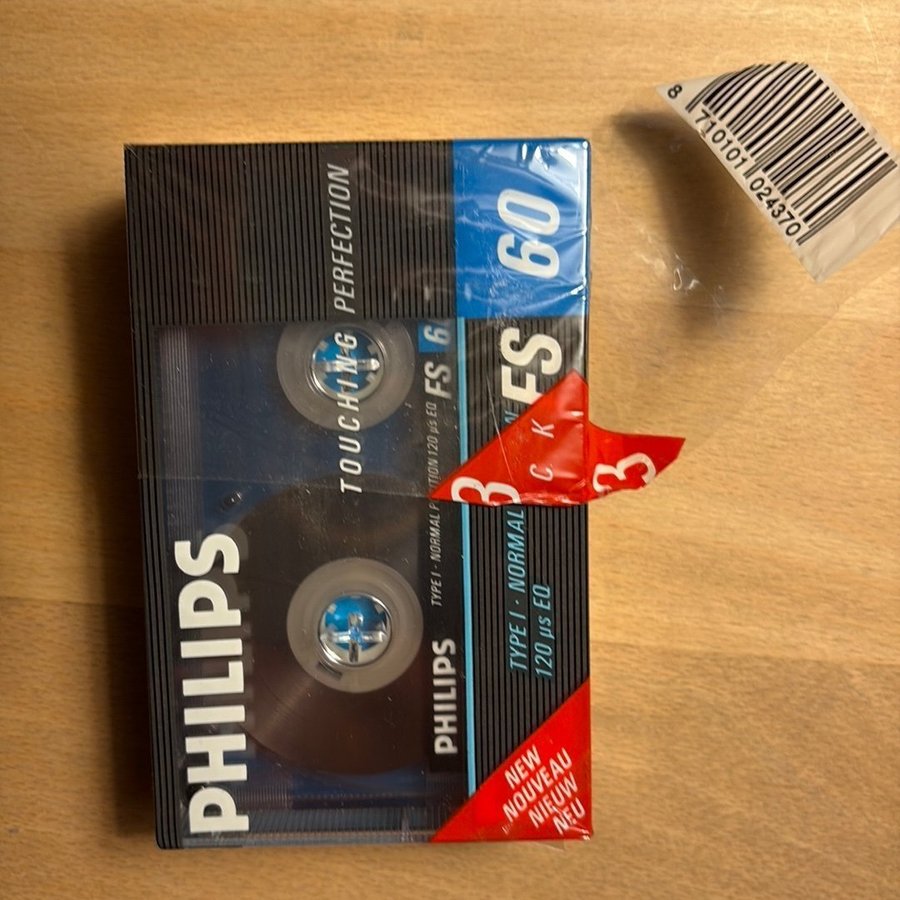 PHILIPS
TOUCHING PERFECTION
PHILIPS
TYPE I · NORMAL POSITION 120 µs EQ
FS 6
60
FS
TYPE I · NORMAL
120 µs EQ
3
C K
3
NEW
NOUVEAU
NIEUW
NEU
8 710101 024370